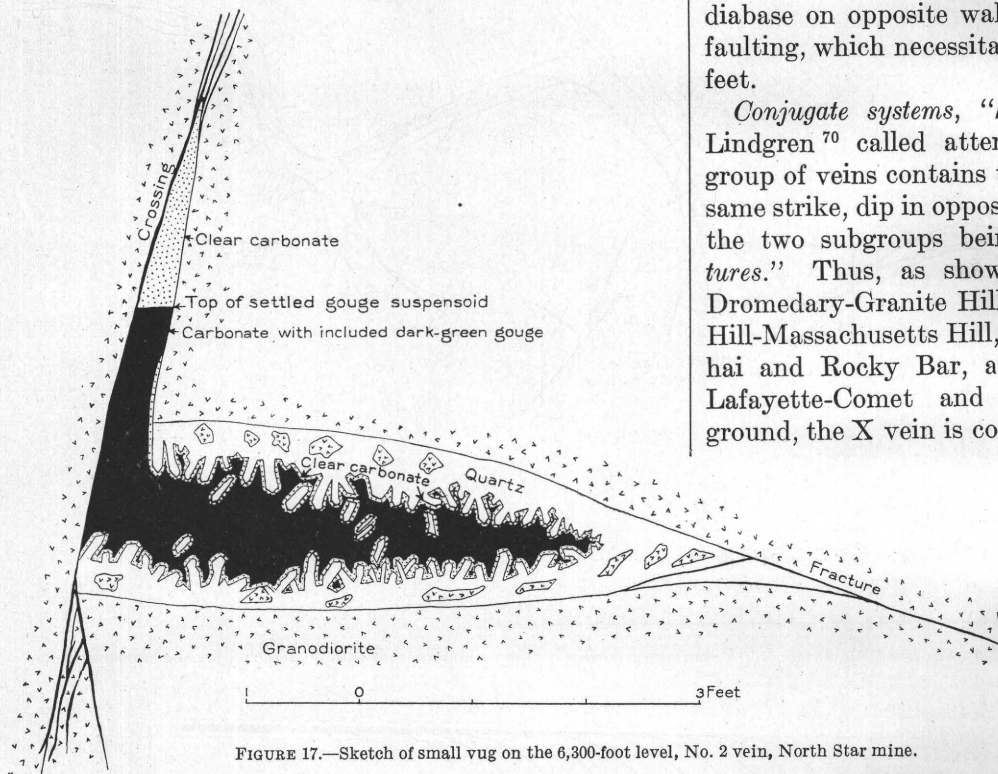 Crossing
Clear carbonate
Top of settled gouge suspensoid
Carbonate with included dark-green gouge
Clear carbonate
Quartz
Fracture
Granodiorite
0
3 Feet
FIGURE 17.—Sketch of small vug on the 6,300-foot level, No. 2 vein, North Star mine.
diabase on opposite wal
faulting, which necessita
feet.
Conjugate systems, “
Lindgren 70 called atter
group of veins contains
same strike, dip in oppos
the two subgroups bein
tures.” Thus, as show
Dromedary-Granite Hill
Hill-Massachusetts Hill,
hai and Rocky Bar, a
Lafayette-Comet and
ground, the X vein is co